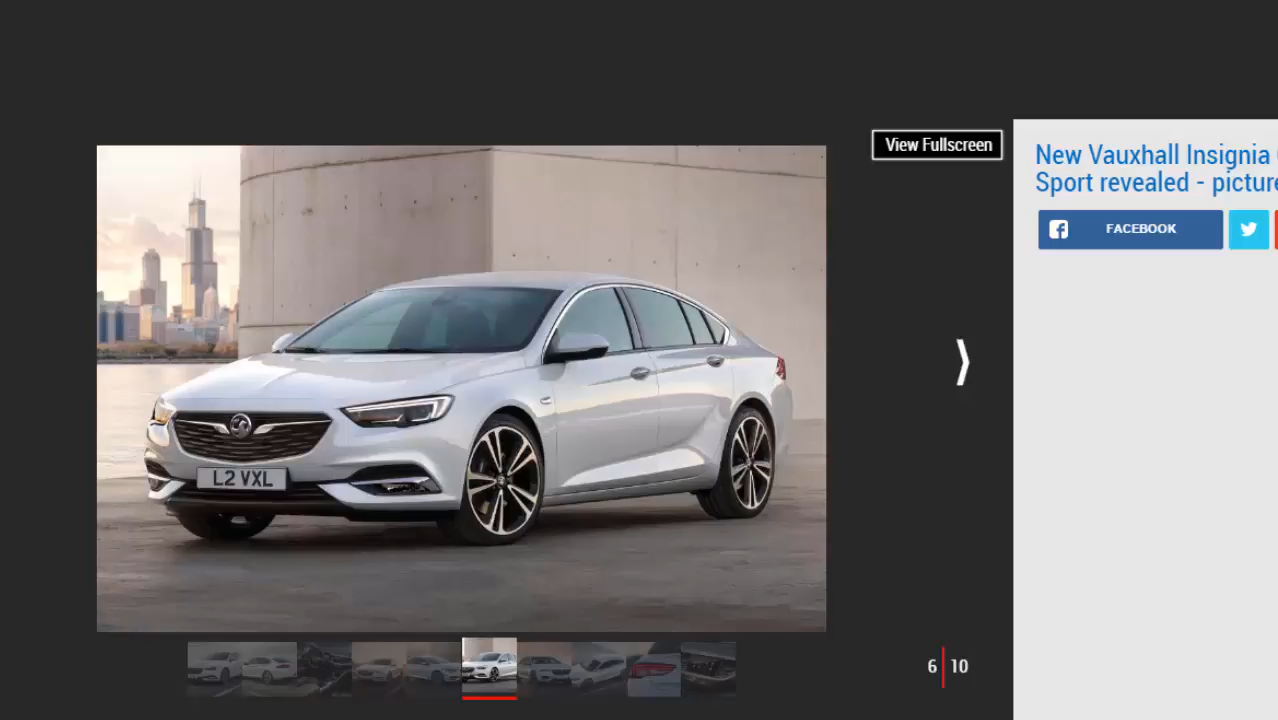 View Fullscreen
New Vauxhall Insignia
Sport revealed - picture
FACEBOOK
L2 VXL
6 10